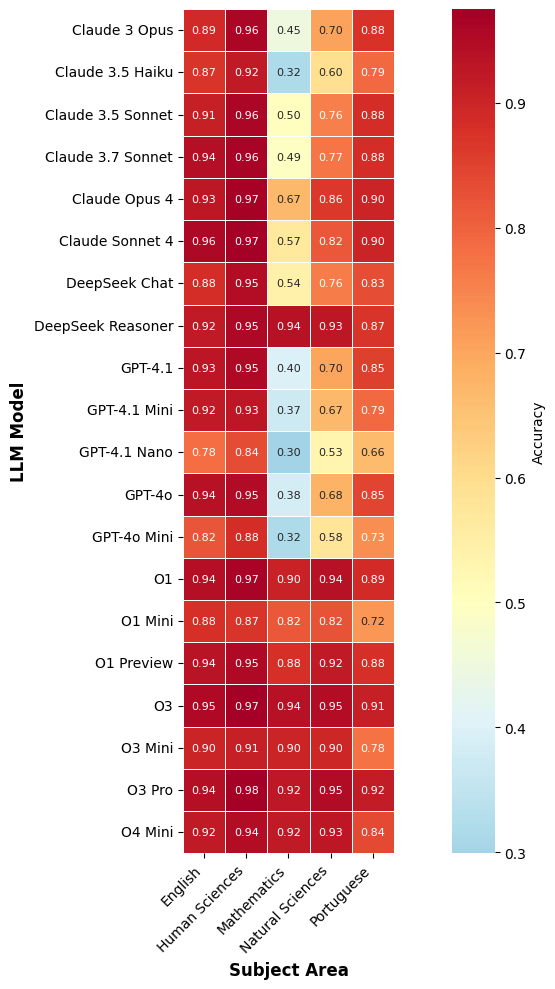 Claude 3 Opus 0.89 0.96 0.45 0.70 0.88
Claude 3.5 Haiku 0.87 0.92 0.32 0.60 0.79
Claude 3.5 Sonnet 0.91 0.96 0.50 0.76 0.88
Claude 3.7 Sonnet 0.94 0.96 0.49 0.77 0.88
Claude Opus 4 0.93 0.97 0.67 0.86 0.90
Claude Sonnet 4 0.96 0.97 0.57 0.82 0.90
DeepSeek Chat 0.88 0.95 0.54 0.76 0.83
DeepSeek Reasoner 0.92 0.95 0.94 0.93 0.87
GPT-4.1 0.93 0.95 0.40 0.70 0.85
GPT-4.1 Mini 0.92 0.93 0.37 0.67 0.79
GPT-4.1 Nano 0.78 0.84 0.30 0.53 0.66
GPT-4o 0.94 0.95 0.38 0.68 0.85
GPT-4o Mini 0.82 0.88 0.32 0.58 0.73
O1 0.94 0.97 0.90 0.94 0.89
O1 Mini 0.88 0.87 0.82 0.82 0.72
O1 Preview 0.94 0.95 0.88 0.92 0.88
O3 0.95 0.97 0.94 0.95 0.91
O3 Mini 0.90 0.91 0.90 0.90 0.78
O3 Pro 0.94 0.98 0.92 0.95 0.92
O4 Mini 0.92 0.94 0.92 0.93 0.84
LLM Model
English
Human Sciences
Mathematics
Natural Sciences
Portuguese
Subject Area
0.9
0.8
0.7
0.6
0.5
0.4
0.3
Accuracy